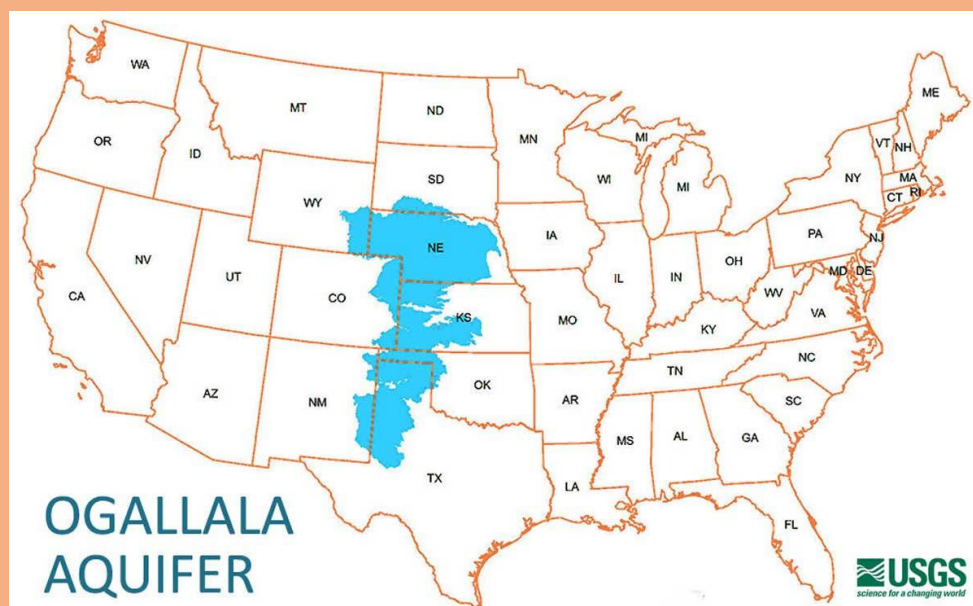 WA
MT
ND
MN
ME
OR
ID
SD
WI
MI
MI
VT
NH
NY
MA
CT
RI
WY
NE
IA
PA
NJ
NV
UT
CO
KS
IL
IN
OH
MD
DE
WV
VA
CA
MO
KY
NC
AZ
NM
OK
AR
TN
SC
MS
AL
GA
TX
LA
FL
OGALLALA
AQUIFER
USGS
science for a changing world